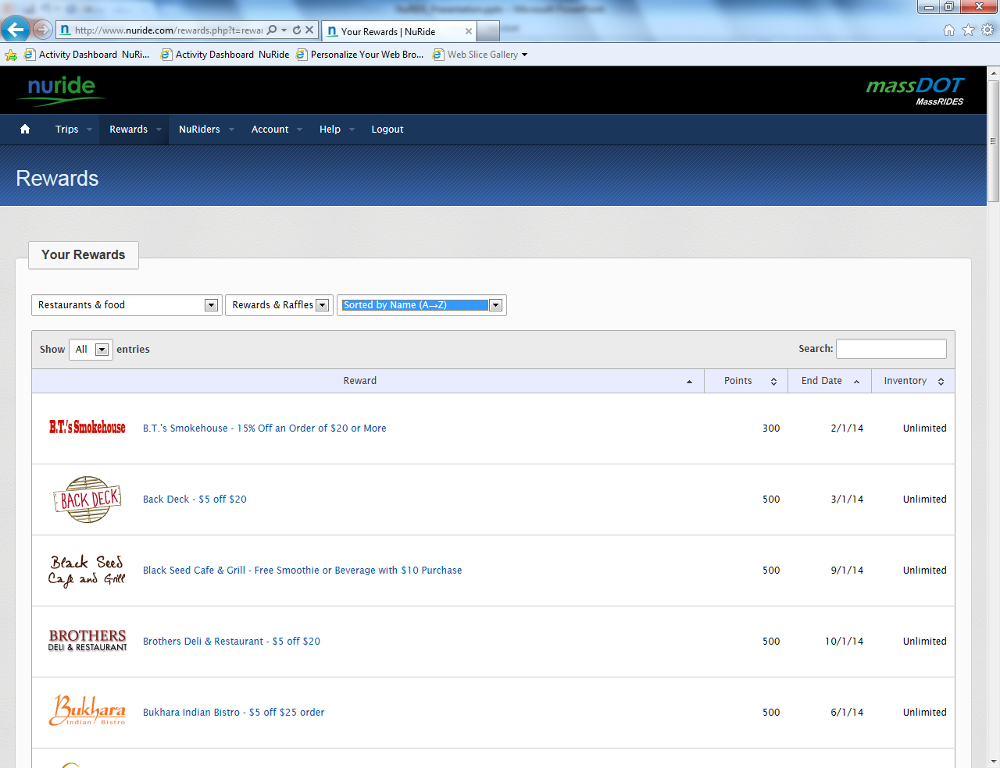 NuRIDE_Presentation.pptx - Microsoft PowerPoint
http://www.nuride.com/rewards.php?t=rewar
Your Rewards | NuRide
Activity Dashboard NuRi...
Activity Dashboard NuRide
Personalize Your Web Bro...
Web Slice Gallery
nuride
massDOT
MassRIDES
Trips
Rewards
NuRiders
Account
Help
Logout
Rewards
Your Rewards
Restaurants & food
Rewards & Raffles
Sorted by Name (A→Z)
Show All entries
Search:
Reward
Points
End Date
Inventory
B.T.'s Smokehouse
B.T.'s Smokehouse - 15% Off an Order of $20 or More
300
2/1/14
Unlimited
BACK DECK
Back Deck - $5 off $20
500
3/1/14
Unlimited
Black Seed
Cafe and Grill
Black Seed Cafe & Grill - Free Smoothie or Beverage with $10 Purchase
500
9/1/14
Unlimited
BROTHERS
DELI & RESTAURANT
Brothers Deli & Restaurant - $5 off $20
500
10/1/14
Unlimited
Bukhara
Indian Bistro
Bukhara Indian Bistro - $5 off $25 order
500
6/1/14
Unlimited